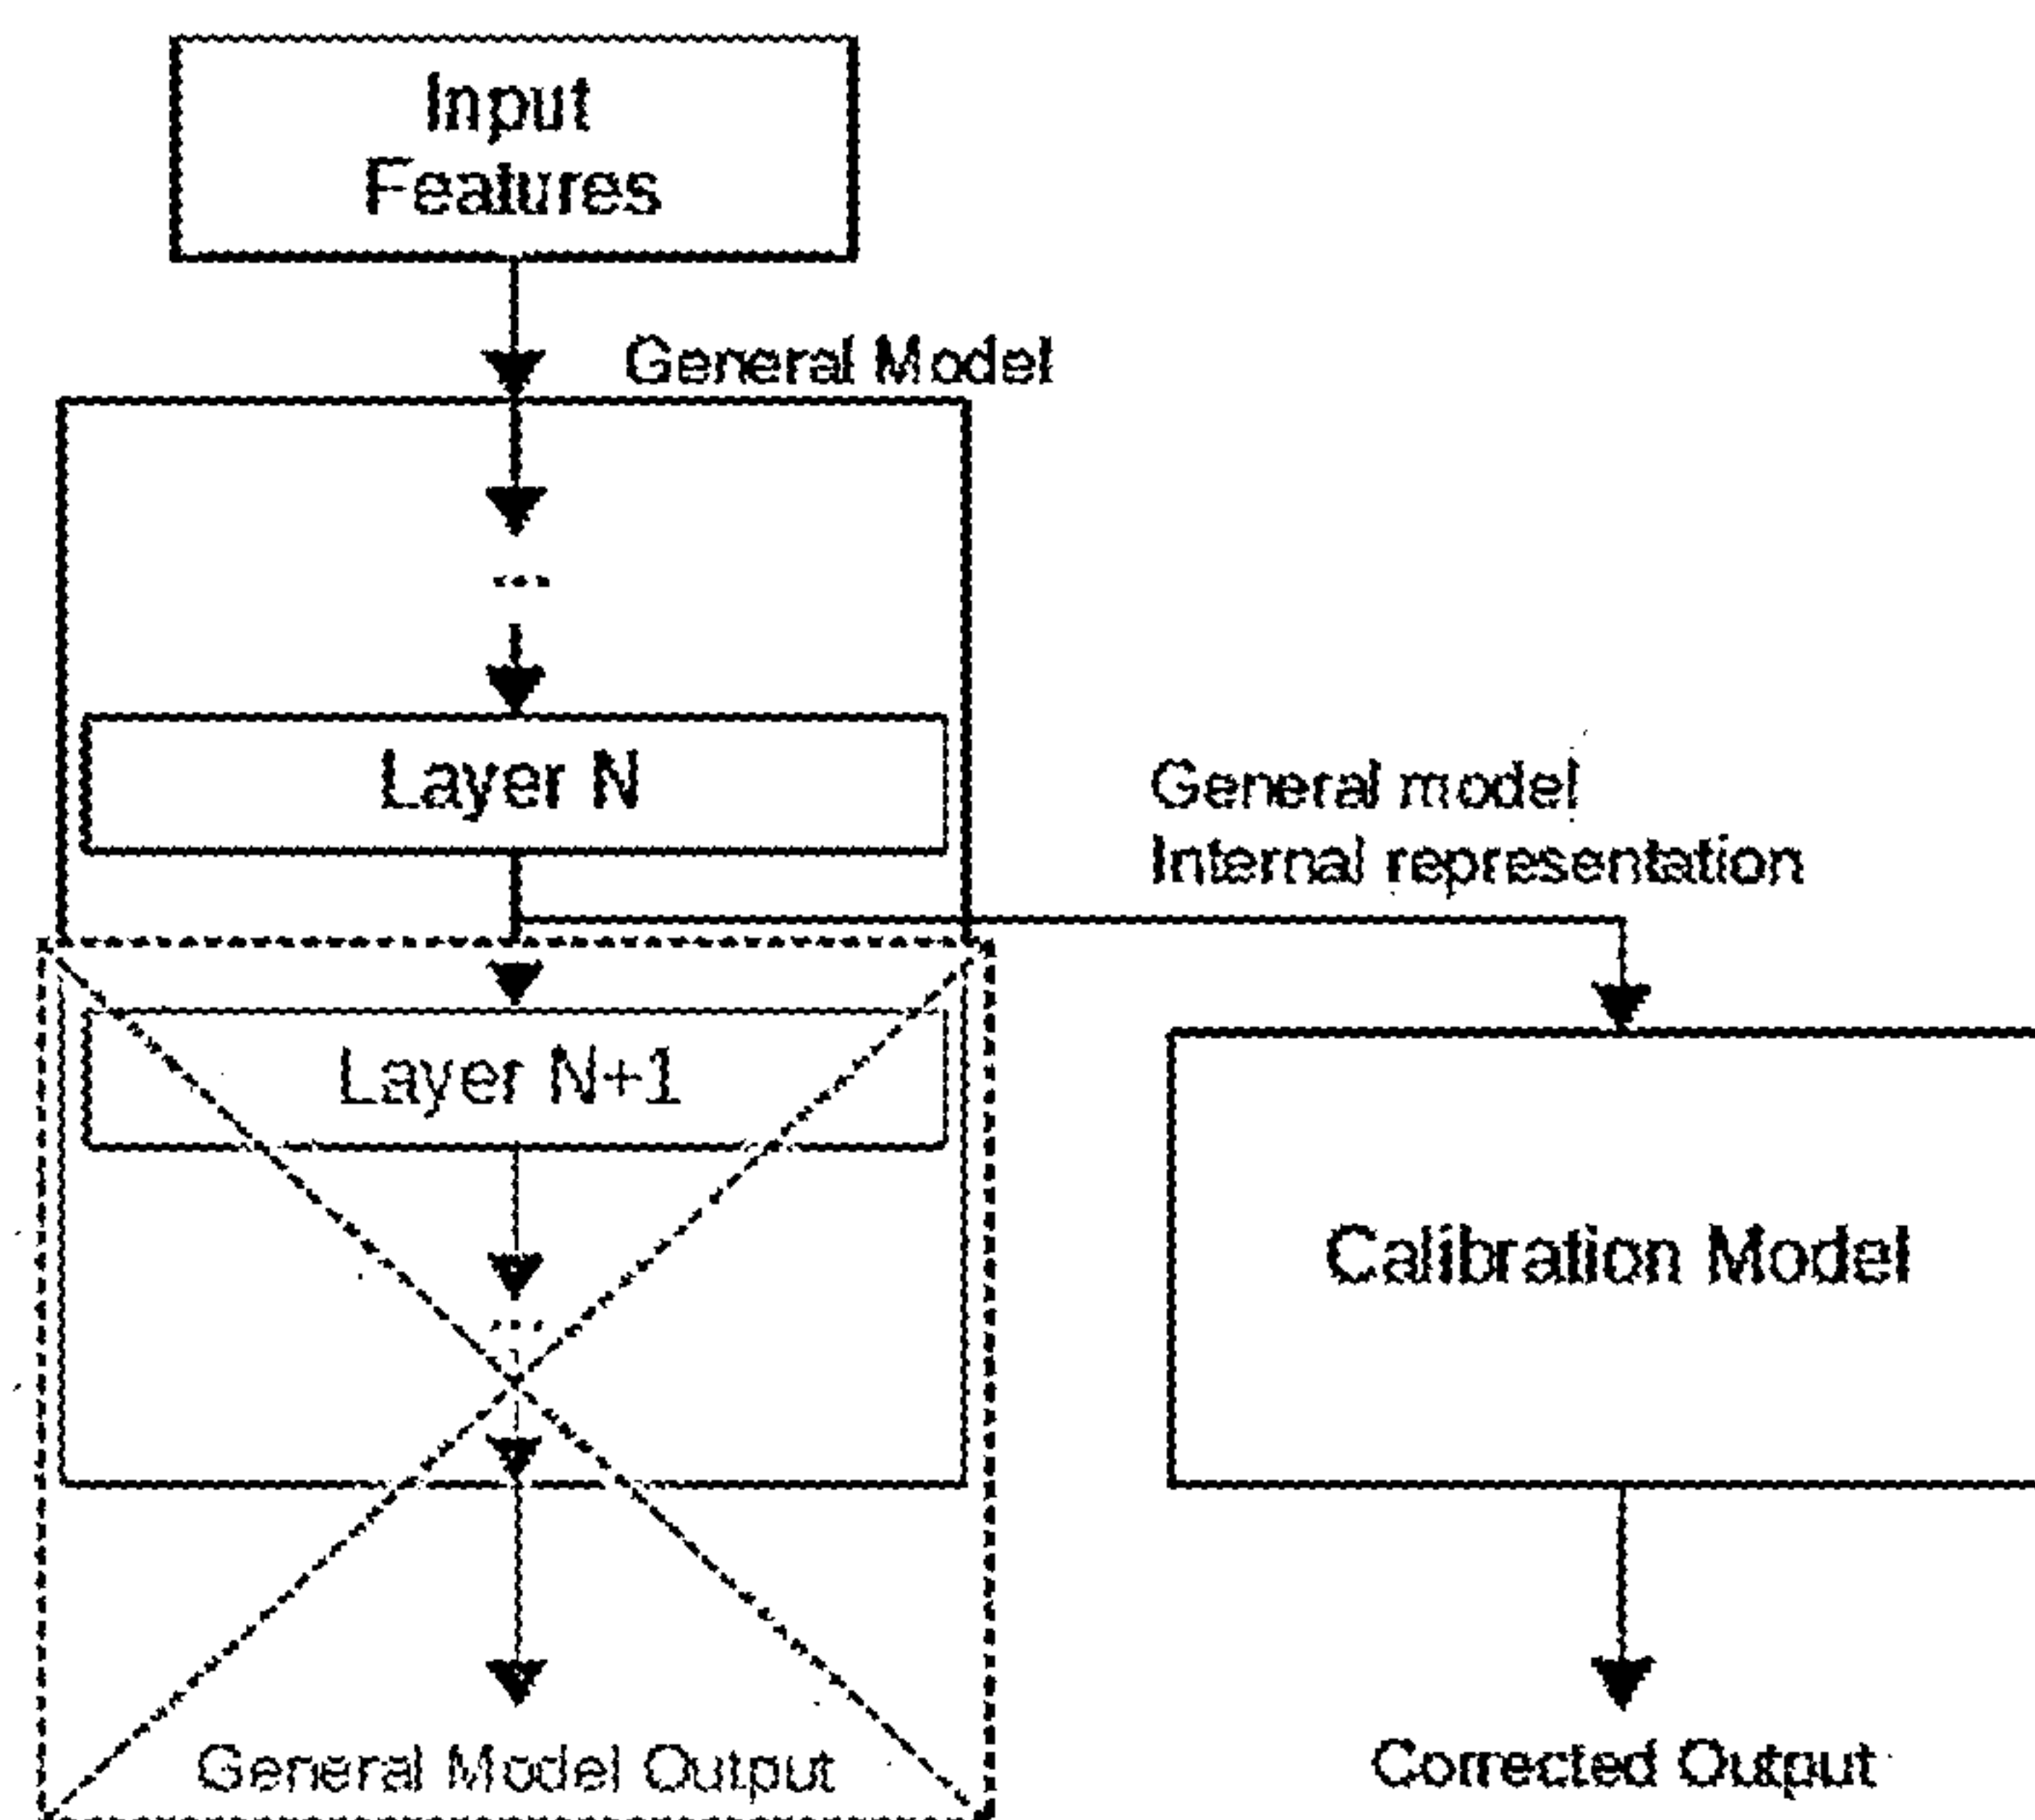 Input
Features
General Model
...
Layer N
General model
Internal representation
Layer N+1
...
Calibration Model
General Model Output
Corrected Output